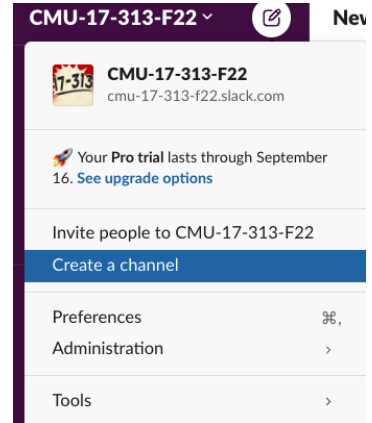 CMU-17-313-F22
New
17-313
CMU-17-313-F22
cmu-17-313-f22.slack.com
Your Pro trial lasts through September
16. See upgrade options
Invite people to CMU-17-313-F22
Create a channel
Preferences ⌘,
Administration >
Tools >